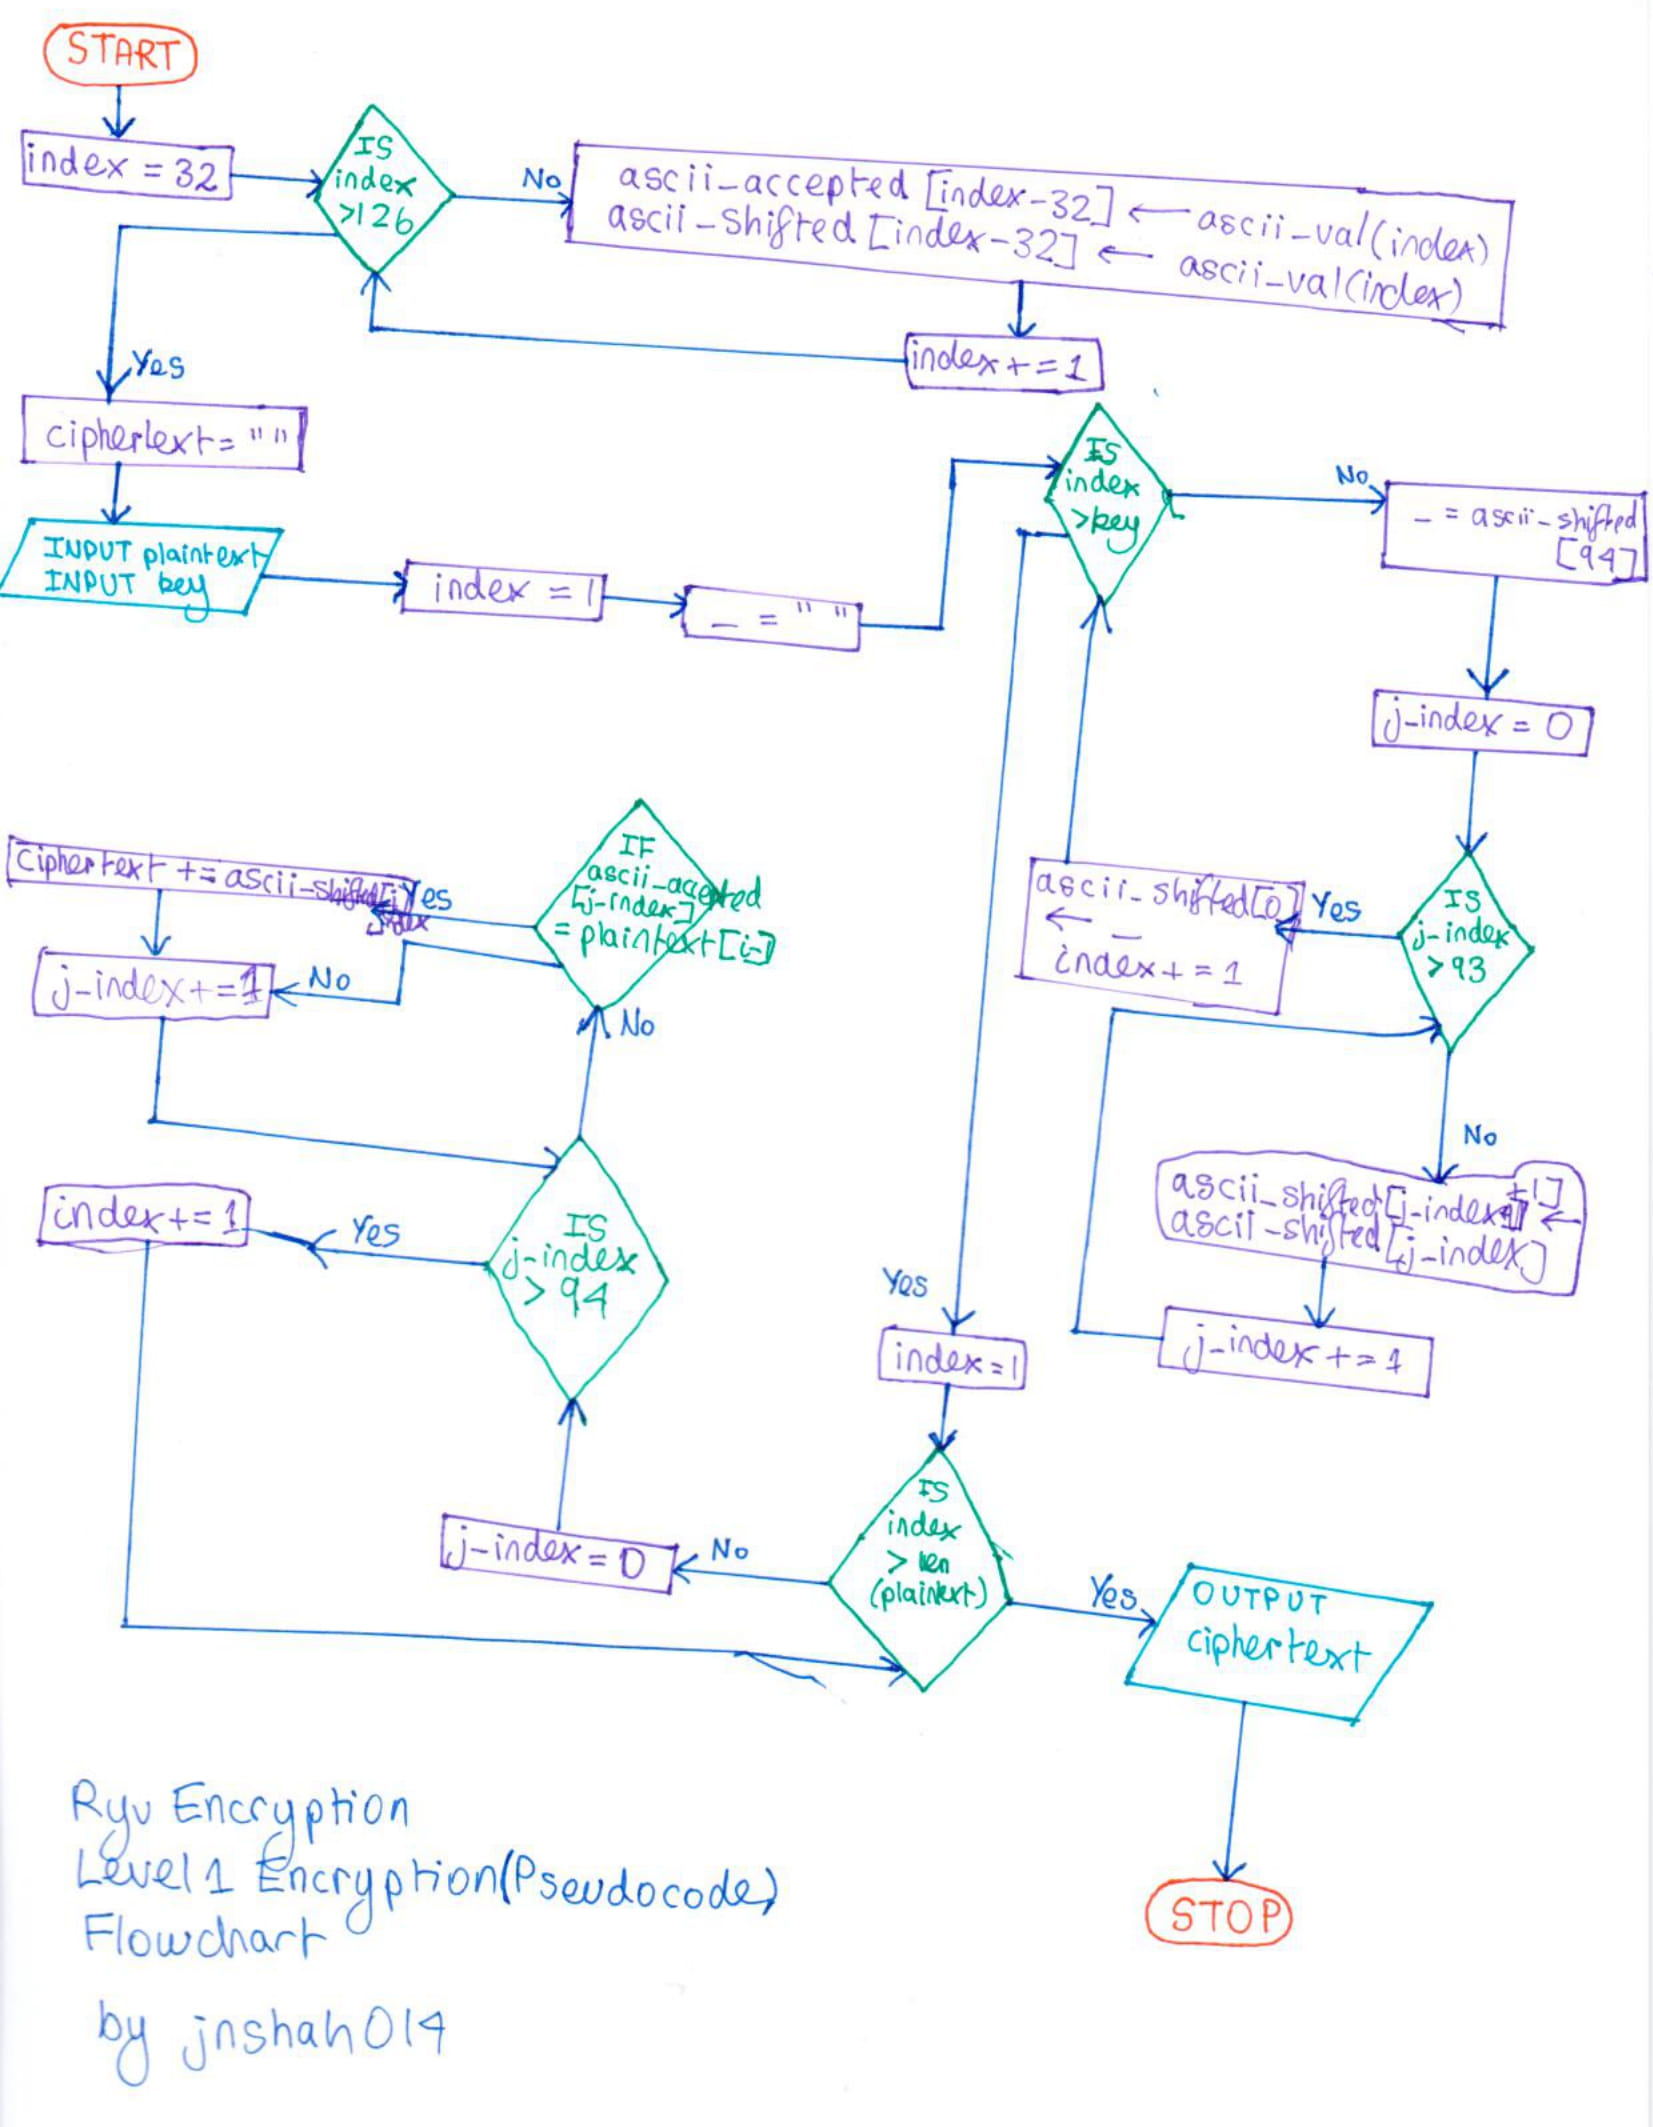 START
index = 32
IS
index
>126
No
ascii_accepted [index-32] ← ascii_val(index)
ascii_shifted [index-32] ← ascii_val(index)
index += 1
Yes
ciphertext = " "
INPUT plaintext
INPUT key
index = 1
_ = " "
IS
index
>key
No
_ = ascii_shifted
[94]
j-index = 0
IS
j-index
>93
Yes
ascii_shifted[0]
← _
index += 1
No
ascii_shifted[j-index+1] ←
ascii_shifted[j-index]
j-index += 1
Yes
index = 1
IS
index
> len
(plaintext)
No
j-index = 0
IS
j-index
> 94
Yes
index += 1
No
IF
ascii_accepted
[j-index]
= plaintext[i-]
Yes
ciphertext += ascii-shifted[j]
index
No
j-index += 1
Yes
OUTPUT
ciphertext
STOP
Ryu Encryption
Level 1 Encryption(Pseudocode)
Flowchart
by jnshah014